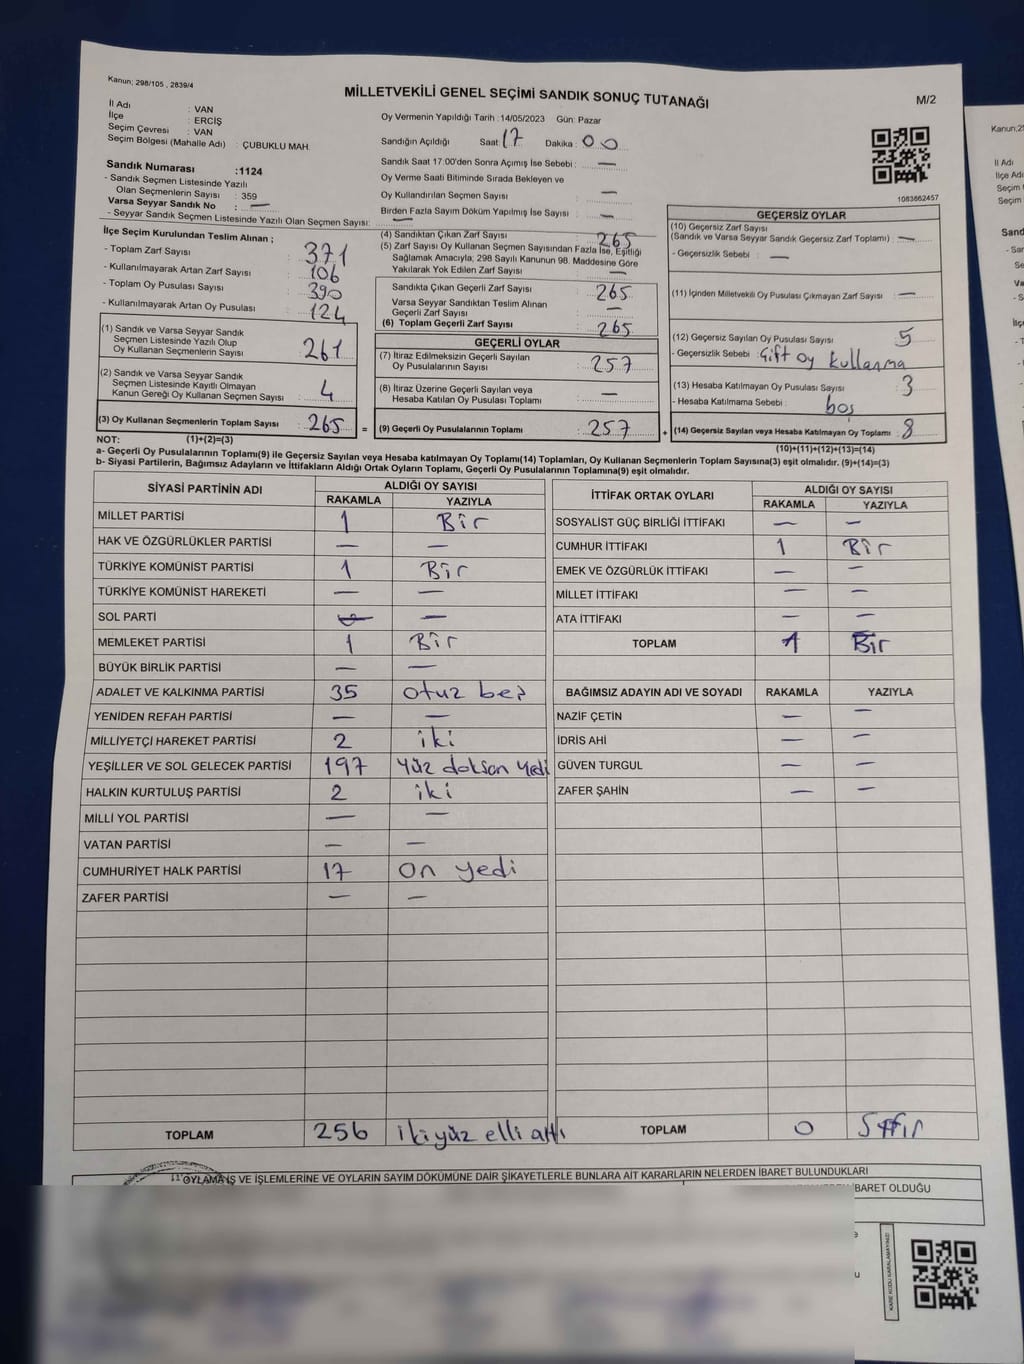 Kanun; 298/105 , 2839/4
MİLLETVEKİLİ GENEL SEÇİMİ SANDIK SONUÇ TUTANAĞI
M/2
İl Adı : VAN
İlçe : ERCİŞ
Seçim Çevresi : VAN
Seçim Bölgesi (Mahalle Adı) : ÇUBUKLU MAH.
Oy Vermenin Yapıldığı Tarih :14/05/2023 Gün: Pazar
Sandığın Açıldığı Saat: 17 Dakika : 00
Sandık Saat 17:00'den Sonra Açımış İse Sebebi : —
Oy Verme Saati Bitiminde Sırada Bekleyen ve
Oy Kullandırılan Seçmen Sayısı —
Birden Fazla Sayım Döküm Yapılmış İse Sayısı : —
1083662457
Sandık Numarası :1124
- Sandık Seçmen Listesinde Yazılı
Olan Seçmenlerin Sayısı : 359
Varsa Seyyar Sandık No : —
- Seyyar Sandık Seçmen Listesinde Yazılı Olan Seçmen Sayısı: —
İlçe Seçim Kurulundan Teslim Alınan ;
- Toplam Zarf Sayısı : 371
- Kullanılmayarak Artan Zarf Sayısı : 106
- Toplam Oy Pusulası Sayısı : 390
- Kullanılmayarak Artan Oy Pusulası : 124
(1) Sandık ve Varsa Seyyar Sandık
Seçmen Listesinde Yazılı Olup
Oy Kullanan Seçmenlerin Sayısı : 261
(2) Sandık ve Varsa Seyyar Sandık
Seçmen Listesinde Kayıtlı Olmayan
Kanun Gereği Oy Kullanan Seçmen Sayısı : 4
(3) Oy Kullanan Seçmenlerin Toplam Sayısı : 265 =
(1)+(2)=(3)
(4) Sandıktan Çıkan Zarf Sayısı : 265
(5) Zarf Sayısı Oy Kullanan Seçmen Sayısından Fazla İse, Eşitliği
Sağlamak Amacıyla; 298 Sayılı Kanunun 98. Maddesine Göre
Yakılarak Yok Edilen Zarf Sayısı : —
Sandıkta Çıkan Geçerli Zarf Sayısı : 265
Varsa Seyyar Sandıktan Teslim Alınan
Geçerli Zarf Sayısı : —
(6) Toplam Geçerli Zarf Sayısı : 265
GEÇERLİ OYLAR
(7) İtiraz Edilmeksizin Geçerli Sayılan
Oy Pusulalarının Sayısı : 257
(8) İtiraz Üzerine Geçerli Sayılan veya
Hesaba Katılan Oy Pusulası Toplamı : —
(9) Geçerli Oy Pusulalarının Toplamı : 257 +
GEÇERSİZ OYLAR
(10) Geçersiz Zarf Sayısı
(Sandık ve Varsa Seyyar Sandık Geçersiz Zarf Toplamı) : —
- Geçersizlik Sebebi : —
(11) İçinden Milletvekili Oy Pusulası Çıkmayan Zarf Sayısı : —
(12) Geçersiz Sayılan Oy Pusulası Sayısı : 5
- Geçersizlik Sebebi : Çift oy kullanma
(13) Hesaba Katılmayan Oy Pusulası Sayısı : 3
- Hesaba Katılmama Sebebi : boş
(14) Geçersiz Sayılan veya Hesaba Katılmayan Oy Toplamı : 8
(10)+(11)+(12)+(13)=(14)
NOT:
a- Geçerli Oy Pusulalarının Toplamı(9) ile Geçersiz Sayılan veya Hesaba Katılmayan Oy Toplamı(14) Toplamları, Oy Kullanan Seçmenlerin Toplam Sayısına(3) eşit olmalıdır. (9)+(14)=(3)
b- Siyasi Partilerin, Bağımsız Adayların ve İttifakların Aldığı Ortak Oyların Toplamı, Geçerli Oy Pusulalarının Toplamına(9) eşit olmalıdır.
SİYASİ PARTİNİN ADI ALDIĞI OY SAYISI
RAKAMLA YAZIYLA
MİLLET PARTİSİ 1 Bir
HAK VE ÖZGÜRLÜKLER PARTİSİ — —
TÜRKİYE KOMÜNİST PARTİSİ 1 Bir
TÜRKİYE KOMÜNİST HAREKETİ — —
SOL PARTİ — —
MEMLEKET PARTİSİ 1 Bir
BÜYÜK BİRLİK PARTİSİ — —
ADALET VE KALKINMA PARTİSİ 35 otuz beş
YENİDEN REFAH PARTİSİ — —
MİLLİYETÇİ HAREKET PARTİSİ 2 iki
YEŞİLLER VE SOL GELECEK PARTİSİ 197 yüz doksan yedi
HALKIN KURTULUŞ PARTİSİ 2 iki
MİLLİ YOL PARTİSİ — —
VATAN PARTİSİ — —
CUMHURİYET HALK PARTİSİ 17 on yedi
ZAFER PARTİSİ — —
TOPLAM 256 ikiyüz elli altı
İTTİFAK ORTAK OYLARI ALDIĞI OY SAYISI
RAKAMLA YAZIYLA
SOSYALİST GÜÇ BİRLİĞİ İTTİFAKI — —
CUMHUR İTTİFAKI 1 Bir
EMEK VE ÖZGÜRLÜK İTTİFAKI — —
MİLLET İTTİFAKI — —
ATA İTTİFAKI — —
TOPLAM 1 Bir
BAĞIMSIZ ADAYIN ADI VE SOYADI RAKAMLA YAZIYLA
NAZİF ÇETİN — —
İDRİS AHİ — —
GÜVEN TURGUL — —
ZAFER ŞAHİN — —
TOPLAM 0 Sıfır
OYLAMA İŞ VE İŞLEMLERİNE VE OYLARIN SAYIM DÖKÜMÜNE DAİR ŞİKAYETLERLE BUNLARA AİT KARARLARIN NELERDEN İBARET BULUNDUKLARI
İBARET OLDUĞU
KARE KODU KARALAMAYINIZ!
Kanun;
İl Adı
İlçe Adı
Seçim
Seçim